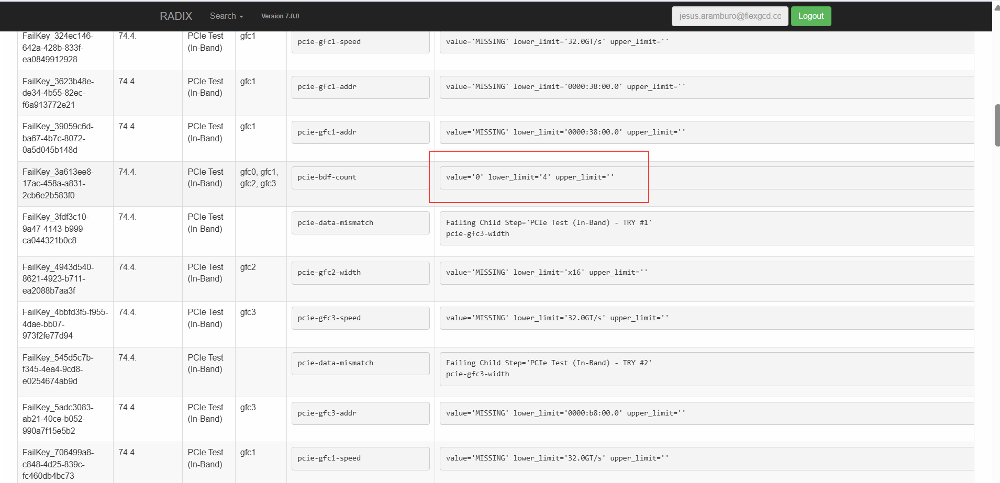 RADIX Search Version 7.0.0 jesus.aramburo@flexgcd.co Logout
FailKey_324ec146-
642a-428b-833f-
ea0849912928
74.4.
PCIe Test
(In-Band)
gfc1
pcie-gfc1-speed
value='MISSING' lower_limit='32.0GT/s' upper_limit=''
FailKey_3623b48e-
de34-4b55-82ec-
f6a913772e21
74.4.
PCIe Test
(In-Band)
gfc1
pcie-gfc1-addr
value='MISSING' lower_limit='0000:38:00.0' upper_limit=''
FailKey_39059c6d-
ba67-4b7c-8072-
0a5d045b148d
74.4.
PCIe Test
(In-Band)
gfc1
pcie-gfc1-addr
value='MISSING' lower_limit='0000:38:00.0' upper_limit=''
FailKey_3a613ee8-
17ac-458a-a831-
2cb6e2b583f0
74.4.
PCIe Test
(In-Band)
gfc0, gfc1,
gfc2, gfc3
pcie-bdf-count
value='0' lower_limit='4' upper_limit=''
FailKey_3fdf3c10-
9a47-4143-b999-
ca044321b0c8
74.4.
PCIe Test
(In-Band)
pcie-data-mismatch
Failing Child Step='PCIe Test (In-Band) - TRY #1'
pcie-gfc3-width
FailKey_4943d540-
8621-4923-b711-
ea2088b7aa3f
74.4.
PCIe Test
(In-Band)
gfc2
pcie-gfc2-width
value='MISSING' lower_limit='x16' upper_limit=''
FailKey_4bbfd3f5-f955-
4dae-bb07-
973f2fe77d94
74.4.
PCIe Test
(In-Band)
gfc3
pcie-gfc3-speed
value='MISSING' lower_limit='32.0GT/s' upper_limit=''
FailKey_545d5c7b-
f345-4ea4-9cd8-
e0254674ab9d
74.4.
PCIe Test
(In-Band)
pcie-data-mismatch
Failing Child Step='PCIe Test (In-Band) - TRY #2'
pcie-gfc3-width
FailKey_5adc3083-
ab21-40ce-b052-
990a7f15e5b2
74.4.
PCIe Test
(In-Band)
gfc3
pcie-gfc3-addr
value='MISSING' lower_limit='0000:b8:00.0' upper_limit=''
FailKey_706499a8-
c848-4d25-839c-
fc460db4bc73
74.4.
PCIe Test
(In-Band)
gfc1
pcie-gfc1-speed
value='MISSING' lower_limit='32.0GT/s' upper_limit=''